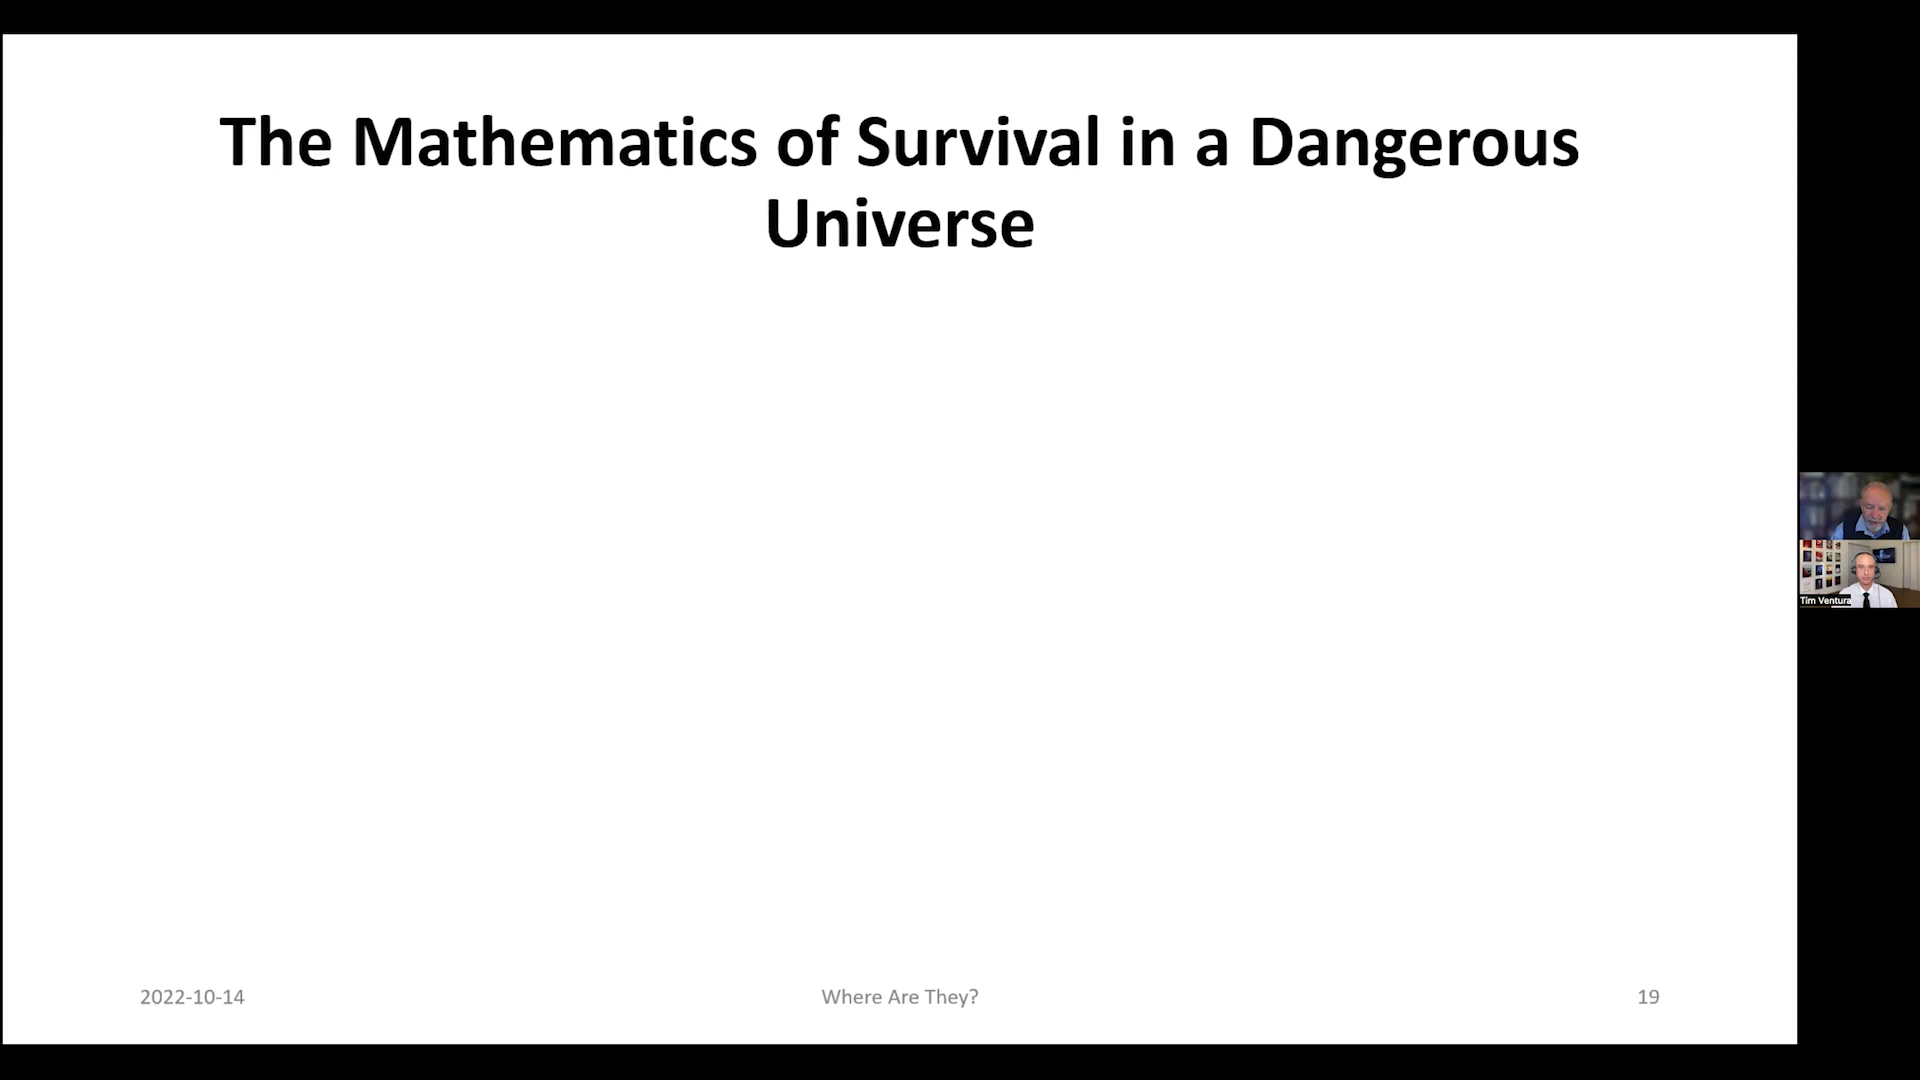 The Mathematics of Survival in a Dangerous
Universe
Tim Ventura
2022-10-14
Where Are They?
19